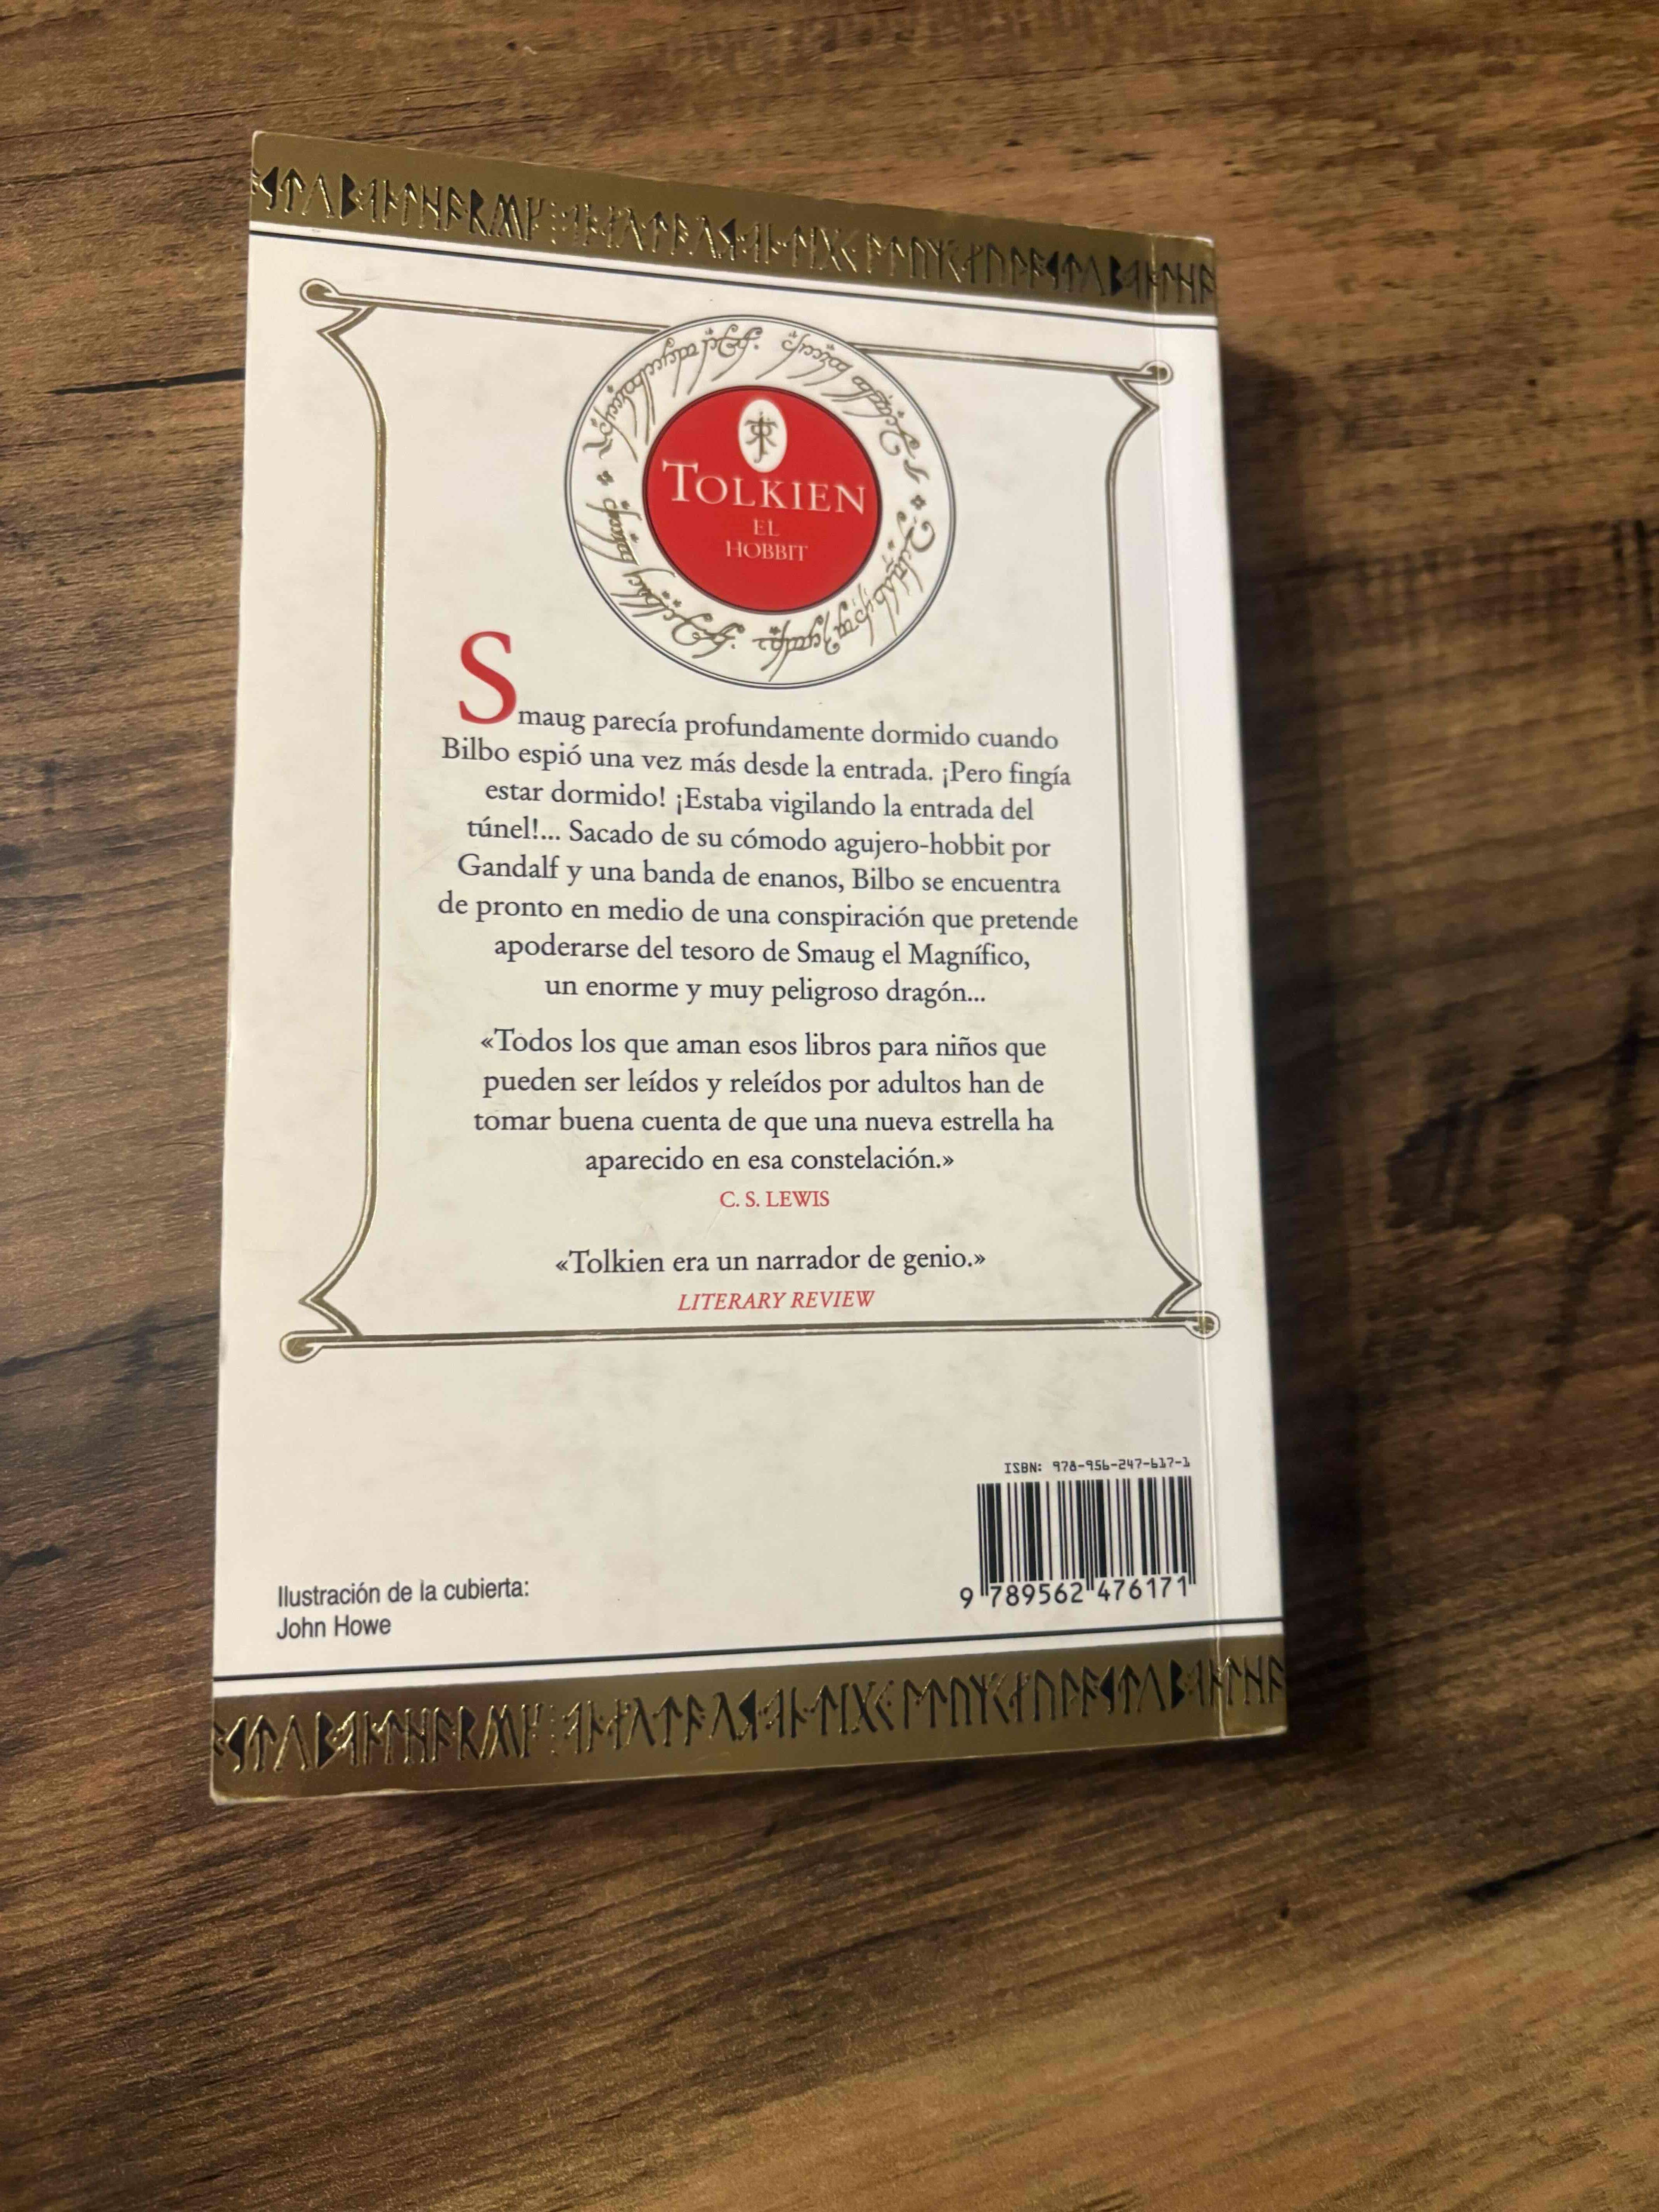 TOLKIEN
EL
HOBBIT
Smaug parecía profundamente dormido cuando
Bilbo espió una vez más desde la entrada. ¡Pero fingía
estar dormido! ¡Estaba vigilando la entrada del
túnel!... Sacado de su cómodo agujero-hobbit por
Gandalf y una banda de enanos, Bilbo se encuentra
de pronto en medio de una conspiración que pretende
apoderarse del tesoro de Smaug el Magnífico,
un enorme y muy peligroso dragón...
«Todos los que aman esos libros para niños que
pueden ser leídos y releídos por adultos han de
tomar buena cuenta de que una nueva estrella ha
aparecido en esa constelación.»
C. S. LEWIS
«Tolkien era un narrador de genio.»
LITERARY REVIEW
ISBN: 978-956-247-617-1
9 789562 476171
Ilustración de la cubierta:
John Howe